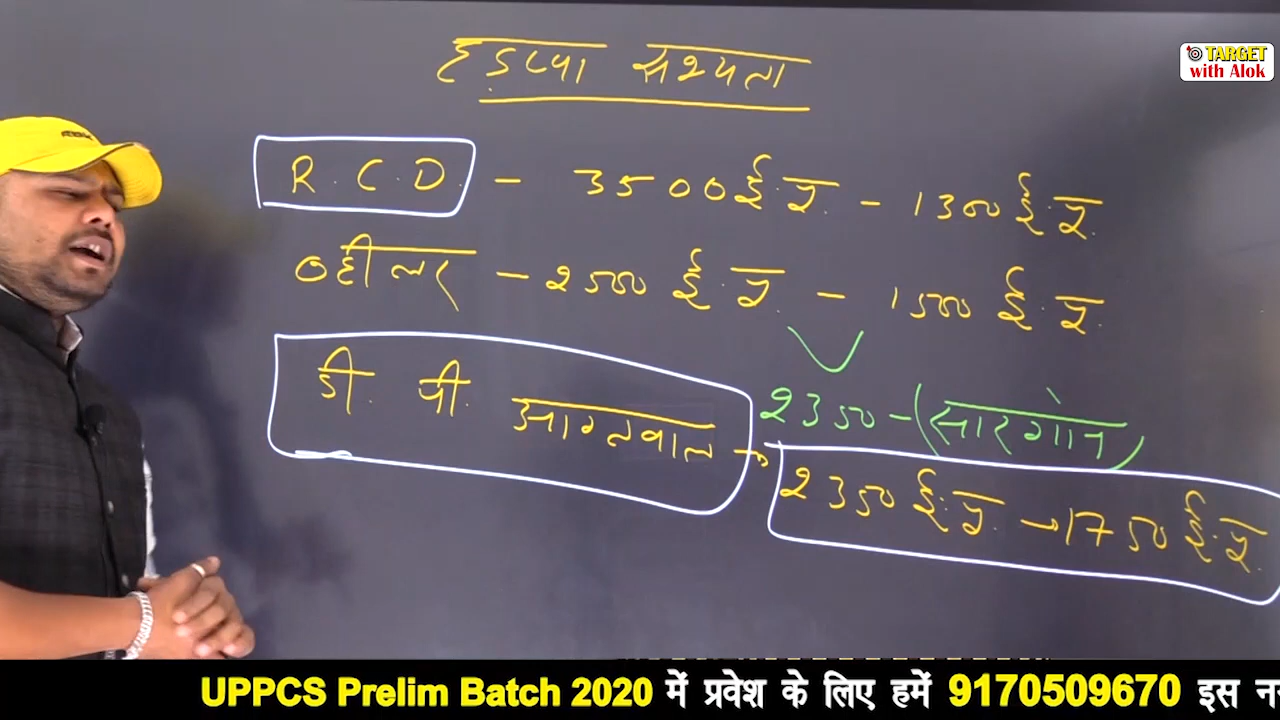 TARGET
with Alok
हड़प्पा सभ्यता
R.C.D. - 3500 ई.पू. - 1300 ई.पू.
व्हीलर - 2500 ई.पू. - 1500 ई.पू.
2350 - (सारगोन)
डी. पी. अग्रवाल → 2350 ई.पू. → 1750 ई.पू.
UPPCS Prelim Batch 2020 में प्रवेश के लिए हमें 9170509670 इस